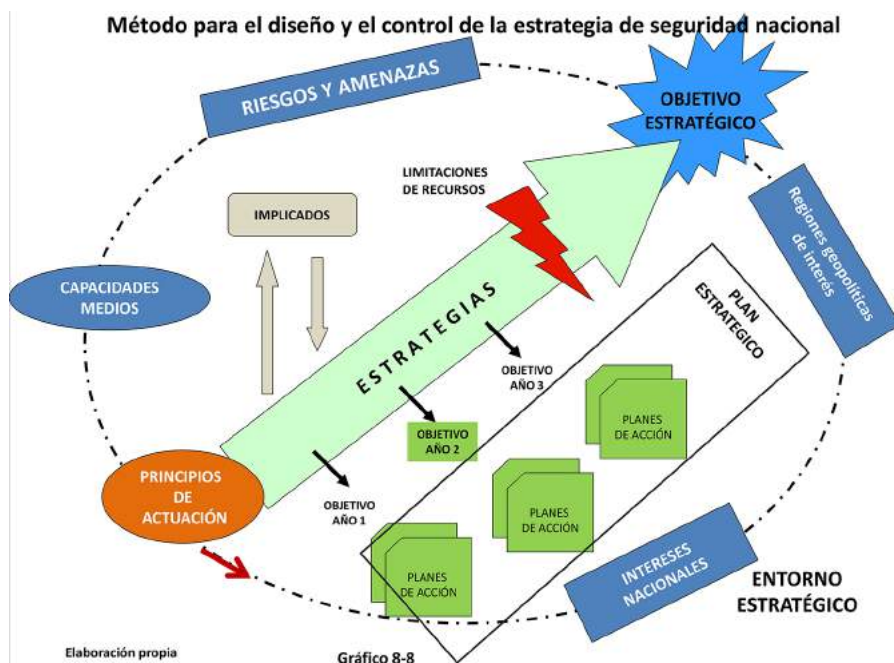 Método para el diseño y el control de la estrategia de seguridad nacional
RIESGOS Y AMENAZAS
OBJETIVO
ESTRATÉGICO
LIMITACIONES
DE RECURSOS
IMPLICADOS
Regiones geopolíticas
de interés
CAPACIDADES
MEDIOS
PLAN
ESTRATEGICO
ESTRATEGIAS
OBJETIVO
AÑO 3
OBJETIVO
AÑO 2
OBJETIVO
AÑO 1
PLANES
DE ACCIÓN
PLANES
DE ACCIÓN
PLANES
DE ACCIÓN
PRINCIPIOS
DE
ACTUACIÓN
INTERESES
NACIONALES
ENTORNO
ESTRATÉGICO
Elaboración propia
Gráfico 8-8